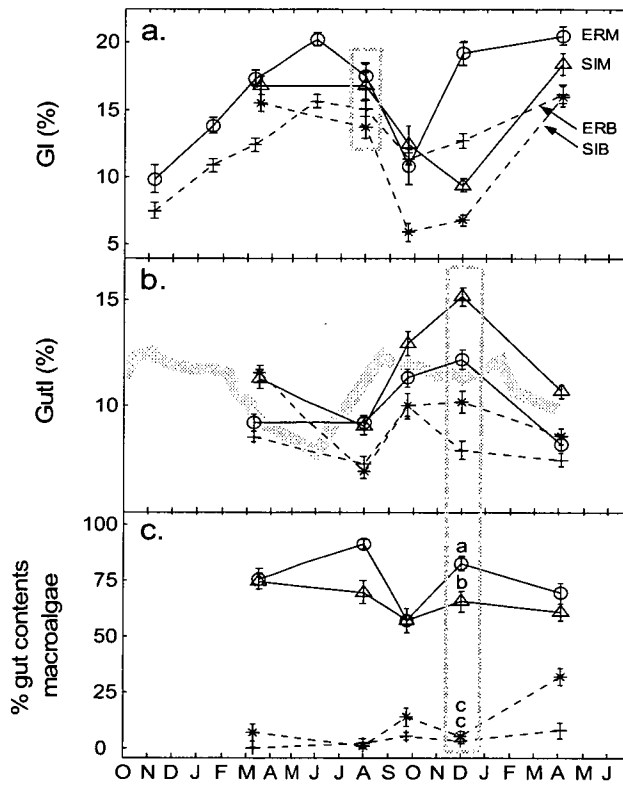 a.
20
15
10
5
GI (%)
ERM
SIM
ERB
SIB
b.
15
10
GutI (%)
c.
100
75
50
25
0
% gut contents
macroalgae
a
b
c
c
O N D J F M A M J J A S O N D J F M A M J